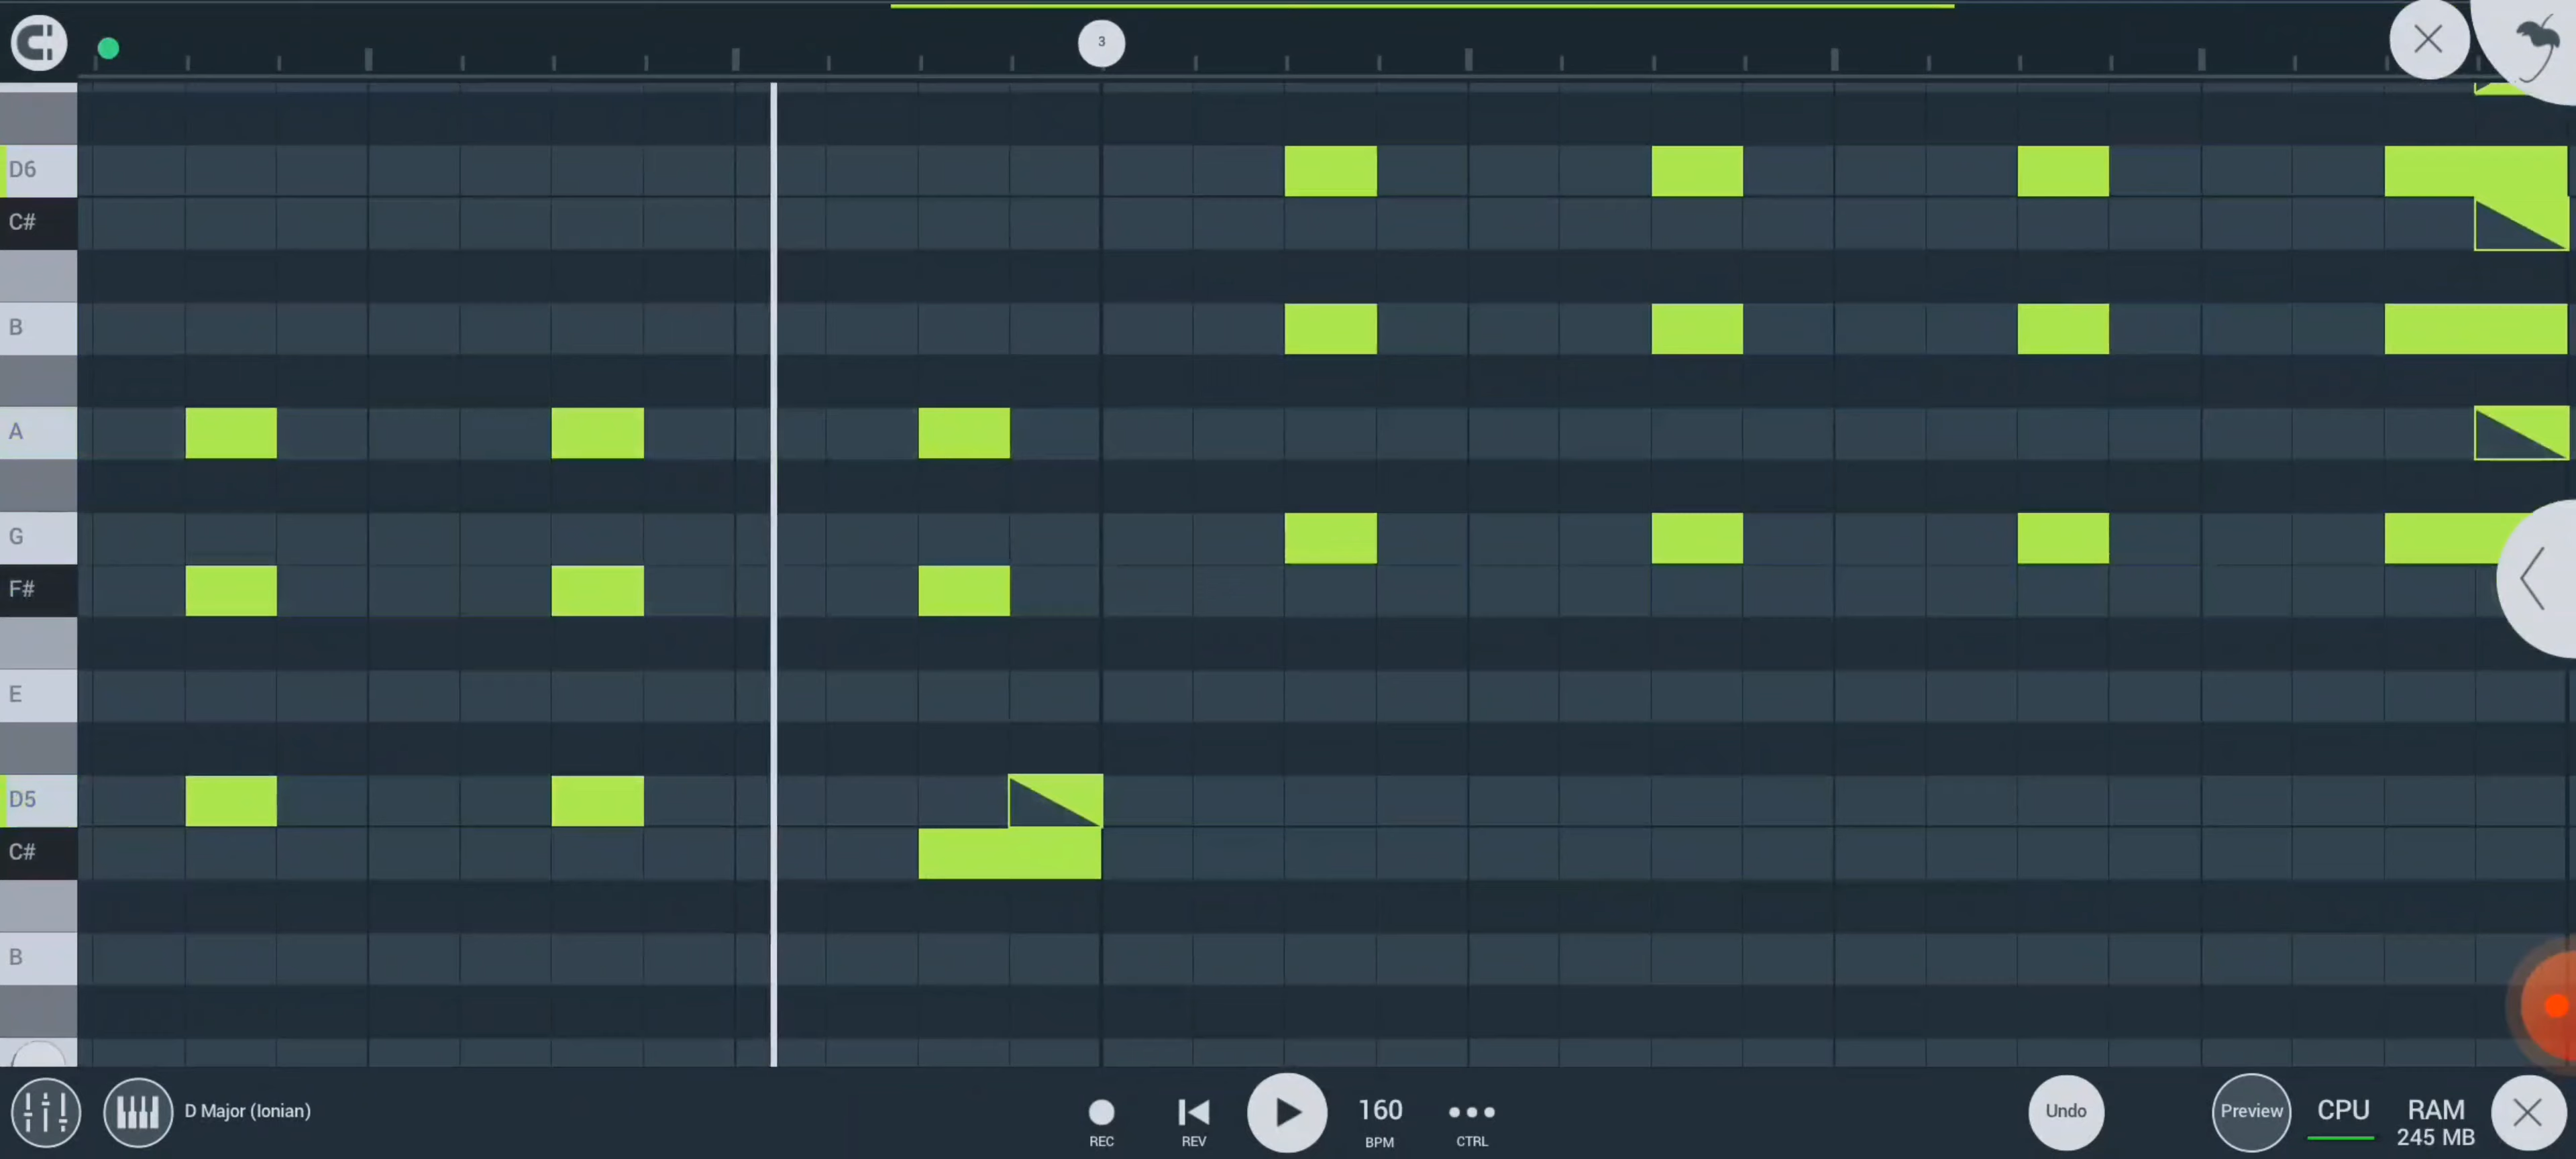 3
D6
C#
B
A
G
F#
E
D5
C#
B
D Major (Ionian)
REC
REV
160
BPM
CTRL
Undo
Preview
CPU
RAM
245 MB